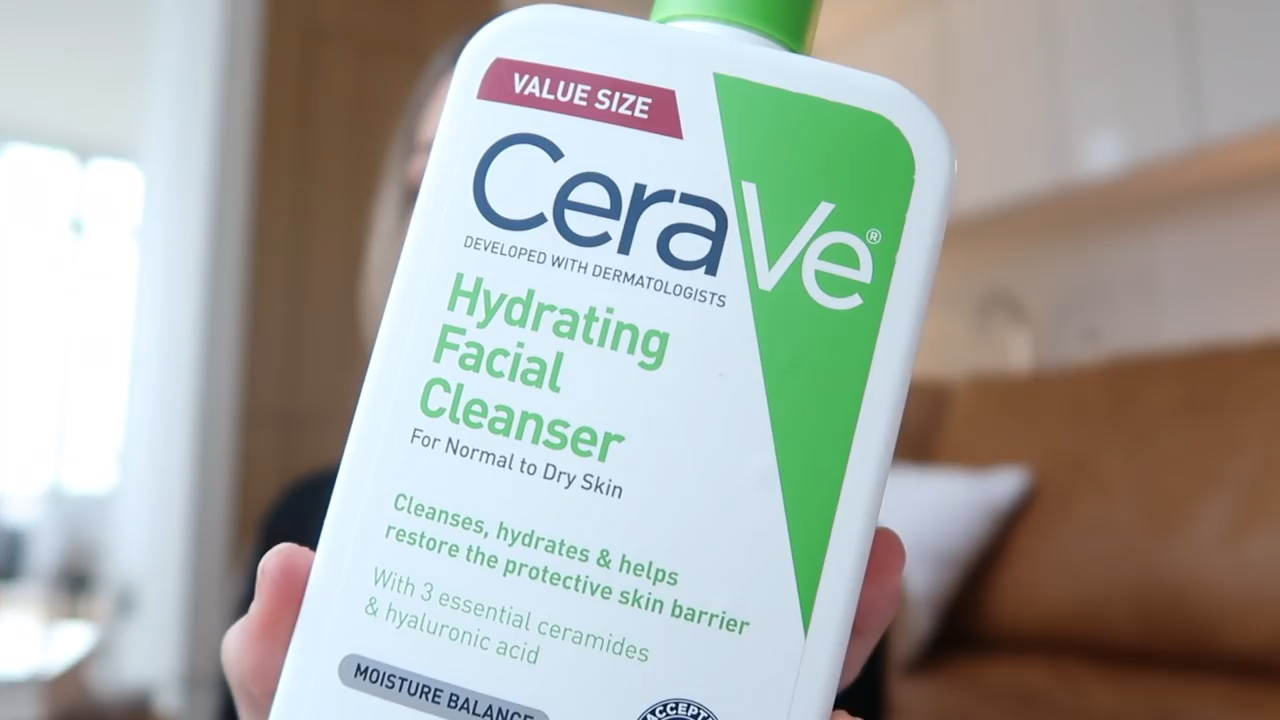 VALUE SIZE
CeraVe®
DEVELOPED WITH DERMATOLOGISTS
Hydrating
Facial
Cleanser
For Normal to Dry Skin
Cleanses, hydrates & helps
restore the protective skin barrier
With 3 essential ceramides
& hyaluronic acid
MOISTURE BALANCE
ACCEPT